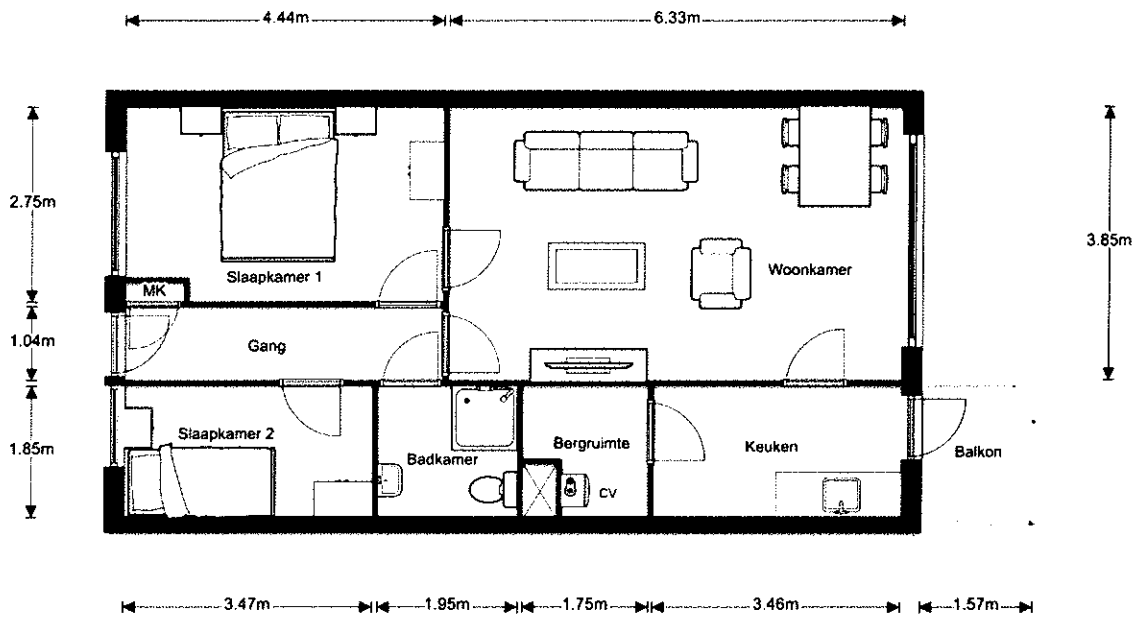 4.44m 6.33m
2.75m
3.85m
Slaapkamer 1
Woonkamer
MK
1.04m
Gang
1.85m
Slaapkamer 2
Badkamer
Bergruimte
Keuken
Balkon
CV
3.47m 1.95m 1.75m 3.46m 1.57m